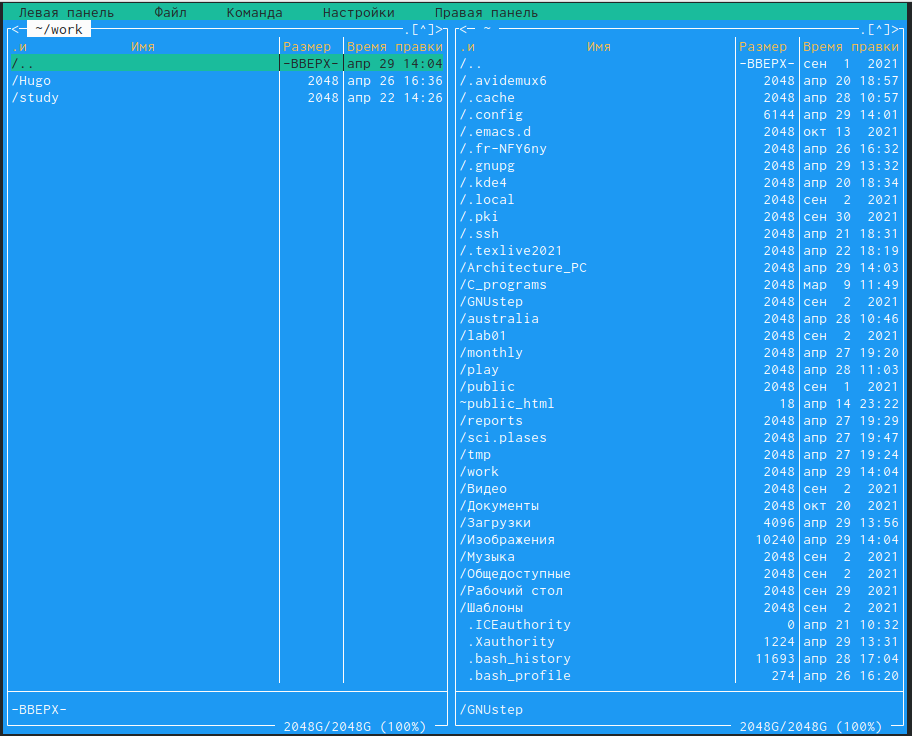 Левая панель Файл Команда Настройки Правая панель
<─ ~/work .[^]>
.и Имя Размер Время правки
/.. –ВВЕРХ– апр 29 14:04
/Hugo 2048 апр 26 16:36
/study 2048 апр 22 14:26
–ВВЕРХ–
2048G/2048G (100%)
<─ ~ .[^]>
.и Имя Размер Время правки
/.. –ВВЕРХ– сен 1 2021
/.avidemux6 2048 апр 20 18:57
/.cache 2048 апр 28 10:57
/.config 6144 апр 29 14:01
/.emacs.d 2048 окт 13 2021
/.fr–NFY6ny 2048 апр 26 16:32
/.gnupg 2048 апр 29 13:32
/.kde4 2048 апр 20 18:34
/.local 2048 сен 2 2021
/.pki 2048 сен 30 2021
/.ssh 2048 апр 21 18:31
/.texlive2021 2048 апр 22 18:19
/Architecture_PC 2048 апр 29 14:03
/C_programs 2048 мар 9 11:49
/GNUstep 2048 сен 2 2021
/australia 2048 апр 28 10:46
/lab01 2048 сен 2 2021
/monthly 2048 апр 27 19:20
/play 2048 апр 28 11:03
/public 2048 сен 1 2021
~public_html 18 апр 14 23:22
/reports 2048 апр 27 19:29
/sci.plases 2048 апр 27 19:47
/tmp 2048 апр 27 19:24
/work 2048 апр 29 14:04
/Видео 2048 сен 2 2021
/Документы 2048 окт 20 2021
/Загрузки 4096 апр 29 13:56
/Изображения 10240 апр 29 14:04
/Музыка 2048 сен 2 2021
/Общедоступные 2048 сен 2 2021
/Рабочий стол 2048 сен 29 2021
/Шаблоны 2048 сен 2 2021
.ICEauthority 0 апр 21 10:32
.Xauthority 1224 апр 29 13:31
.bash_history 11693 апр 28 17:04
.bash_profile 274 апр 26 16:20
/GNUstep
2048G/2048G (100%)